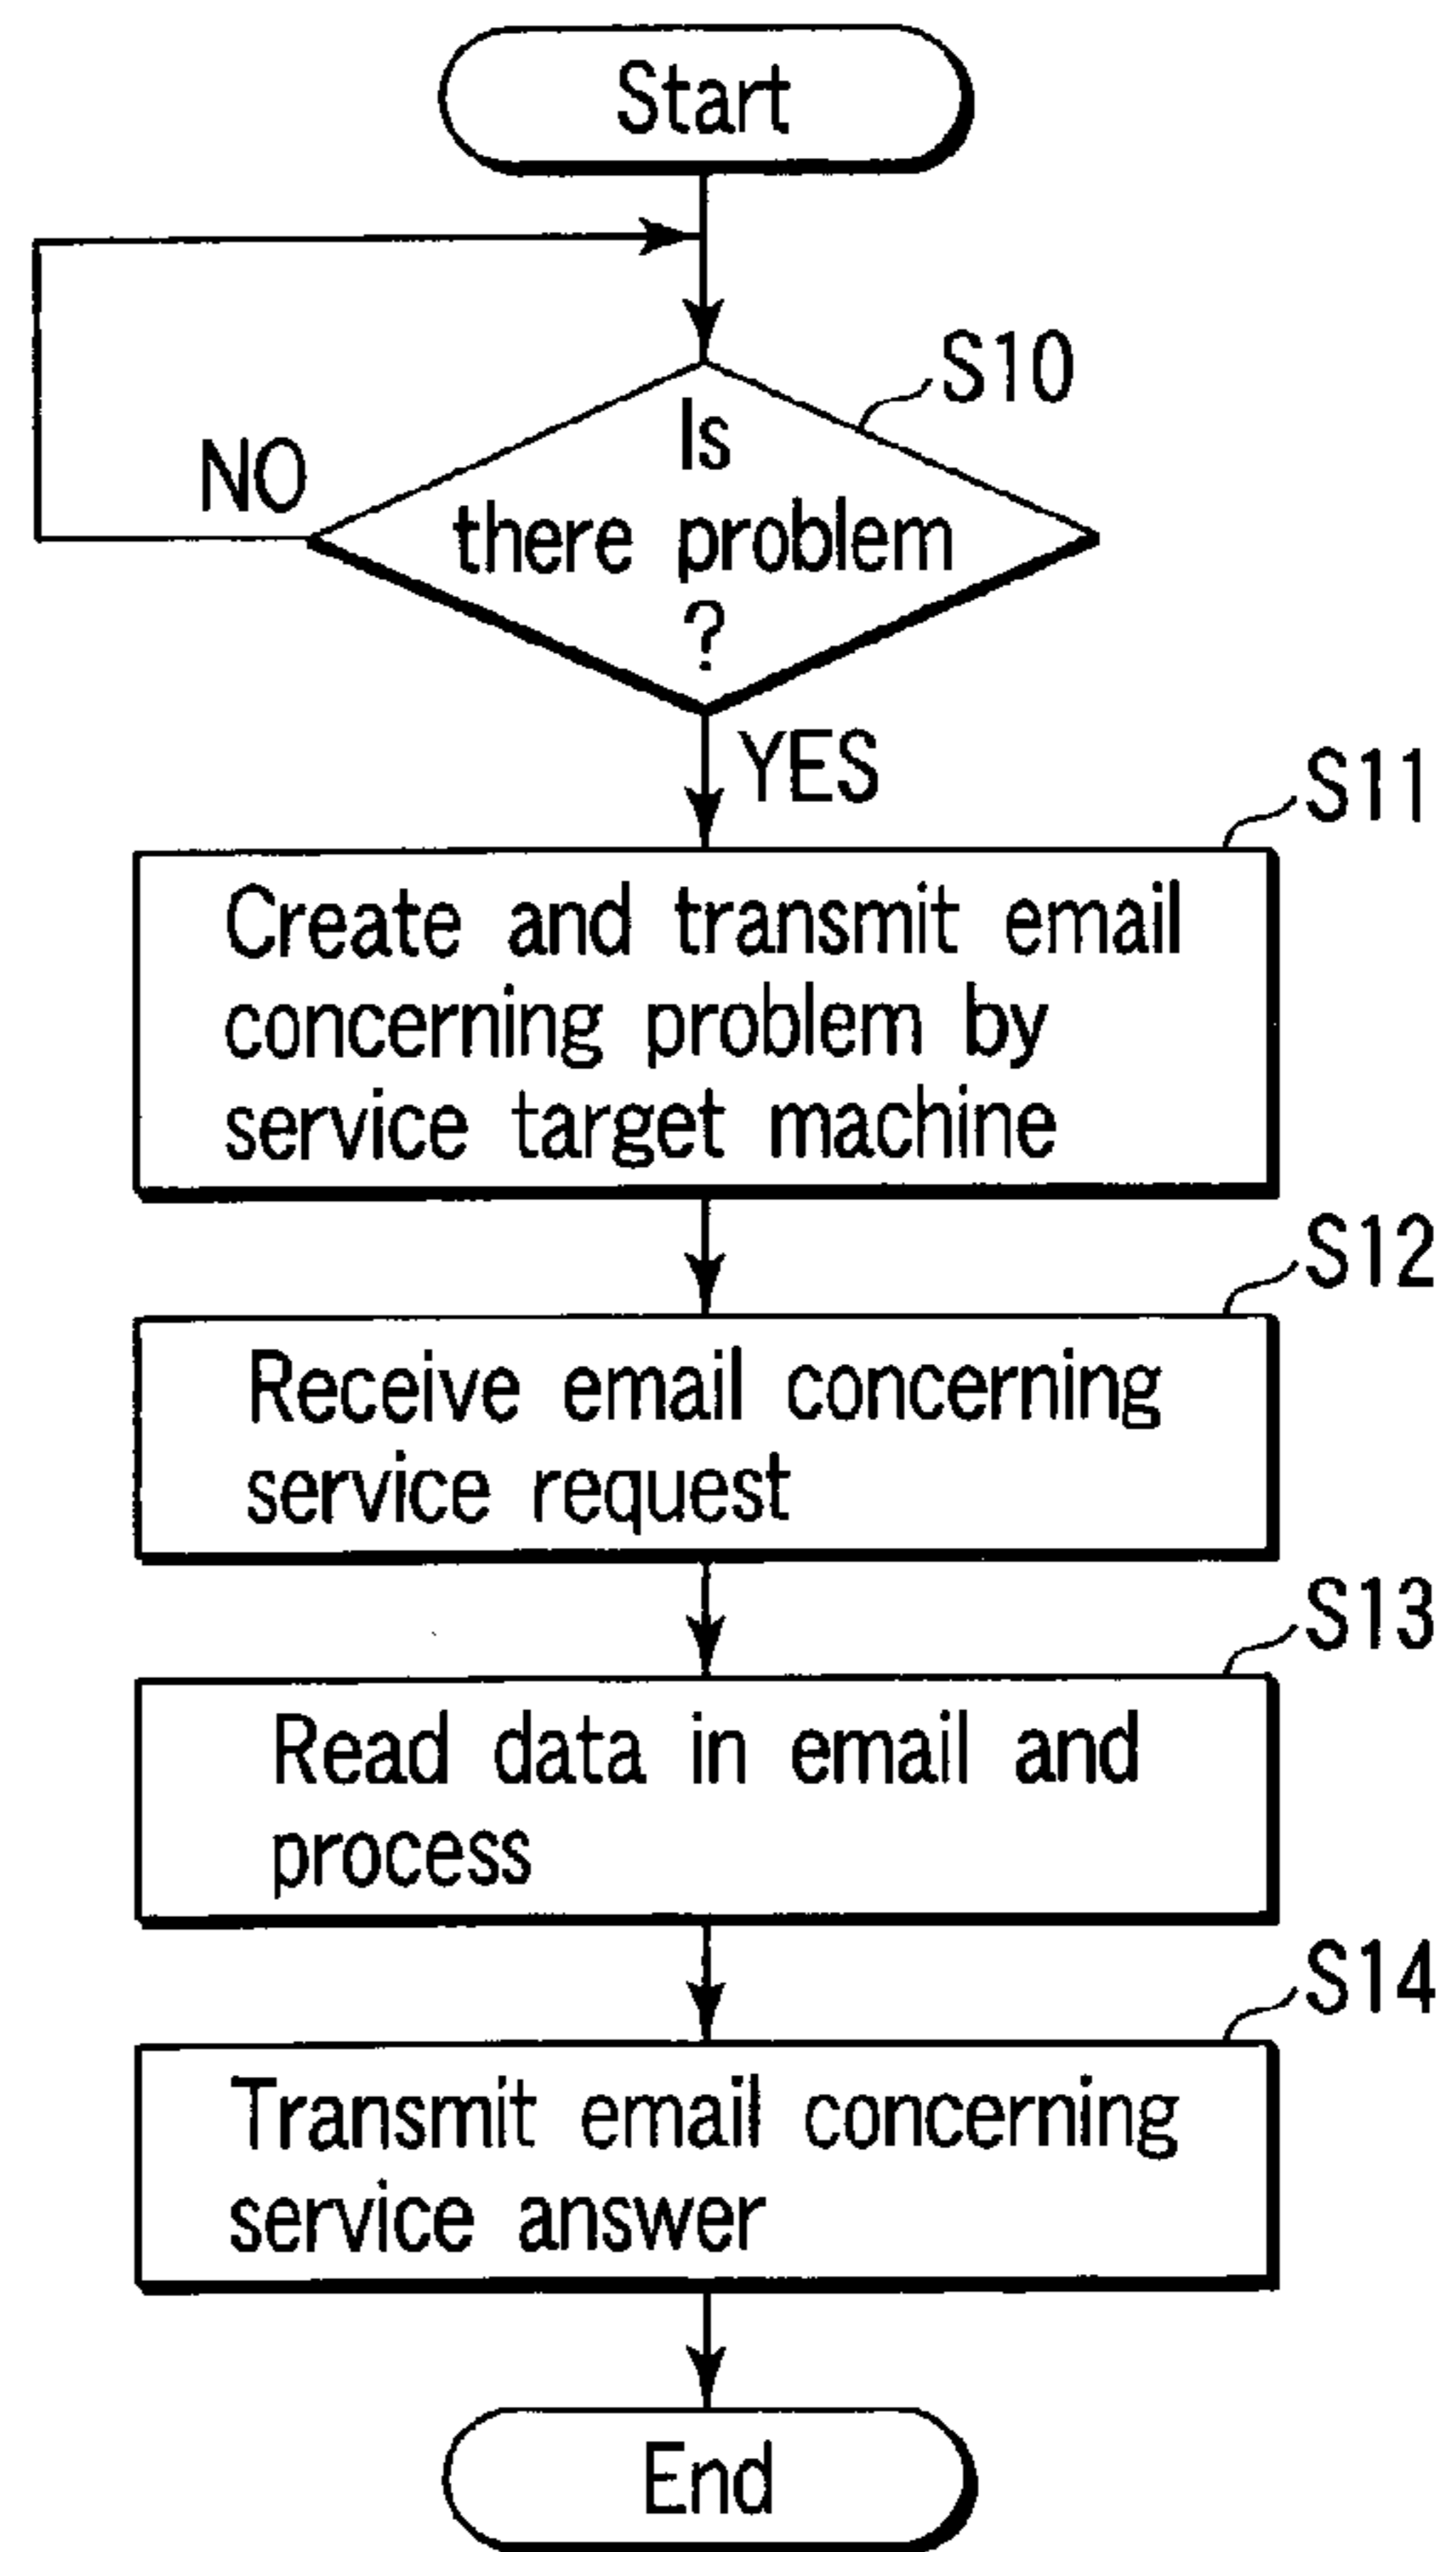 Start
S10
Is
NO
there problem
?
YES
S11
Create and transmit email
concerning problem by
service target machine
S12
Receive email concerning
service request
S13
Read data in email and
process
S14
Transmit email concerning
service answer
End